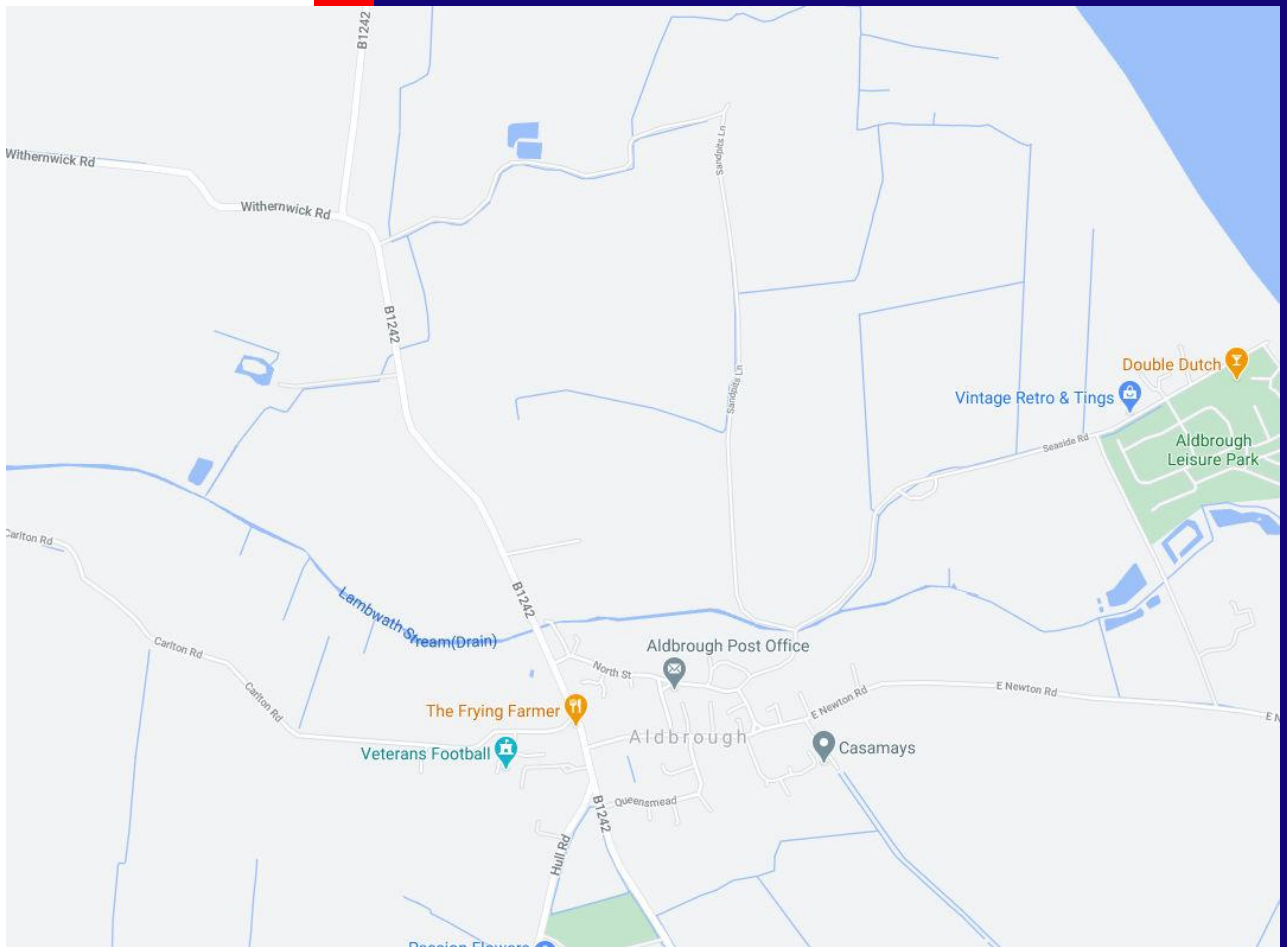 B1242
Withernwick Rd
Sandpits Ln
Withernwick Rd
B1242
Double Dutch
Sandpits Ln
Vintage Retro & Tings
Seaside Rd
Aldbrough
Leisure Park
Carlton Rd
B1242
Lambwath Stream(Drain)
Carlton Rd
Aldbrough Post Office
North St
Carlton Rd
E Newton Rd
E Newton Rd
The Frying Farmer
E N
Aldbrough
Veterans Football
Casamays
Queensmead
B1242
Hull Rd
Passion Flowers